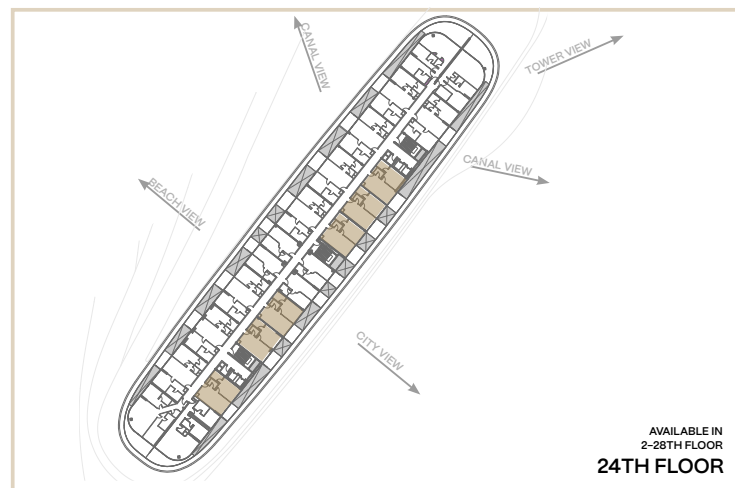 CANAL VIEW
TOWER VIEW
CANAL VIEW
BEACH VIEW
CITY VIEW
AVAILABLE IN
2–28TH FLOOR
24TH FLOOR